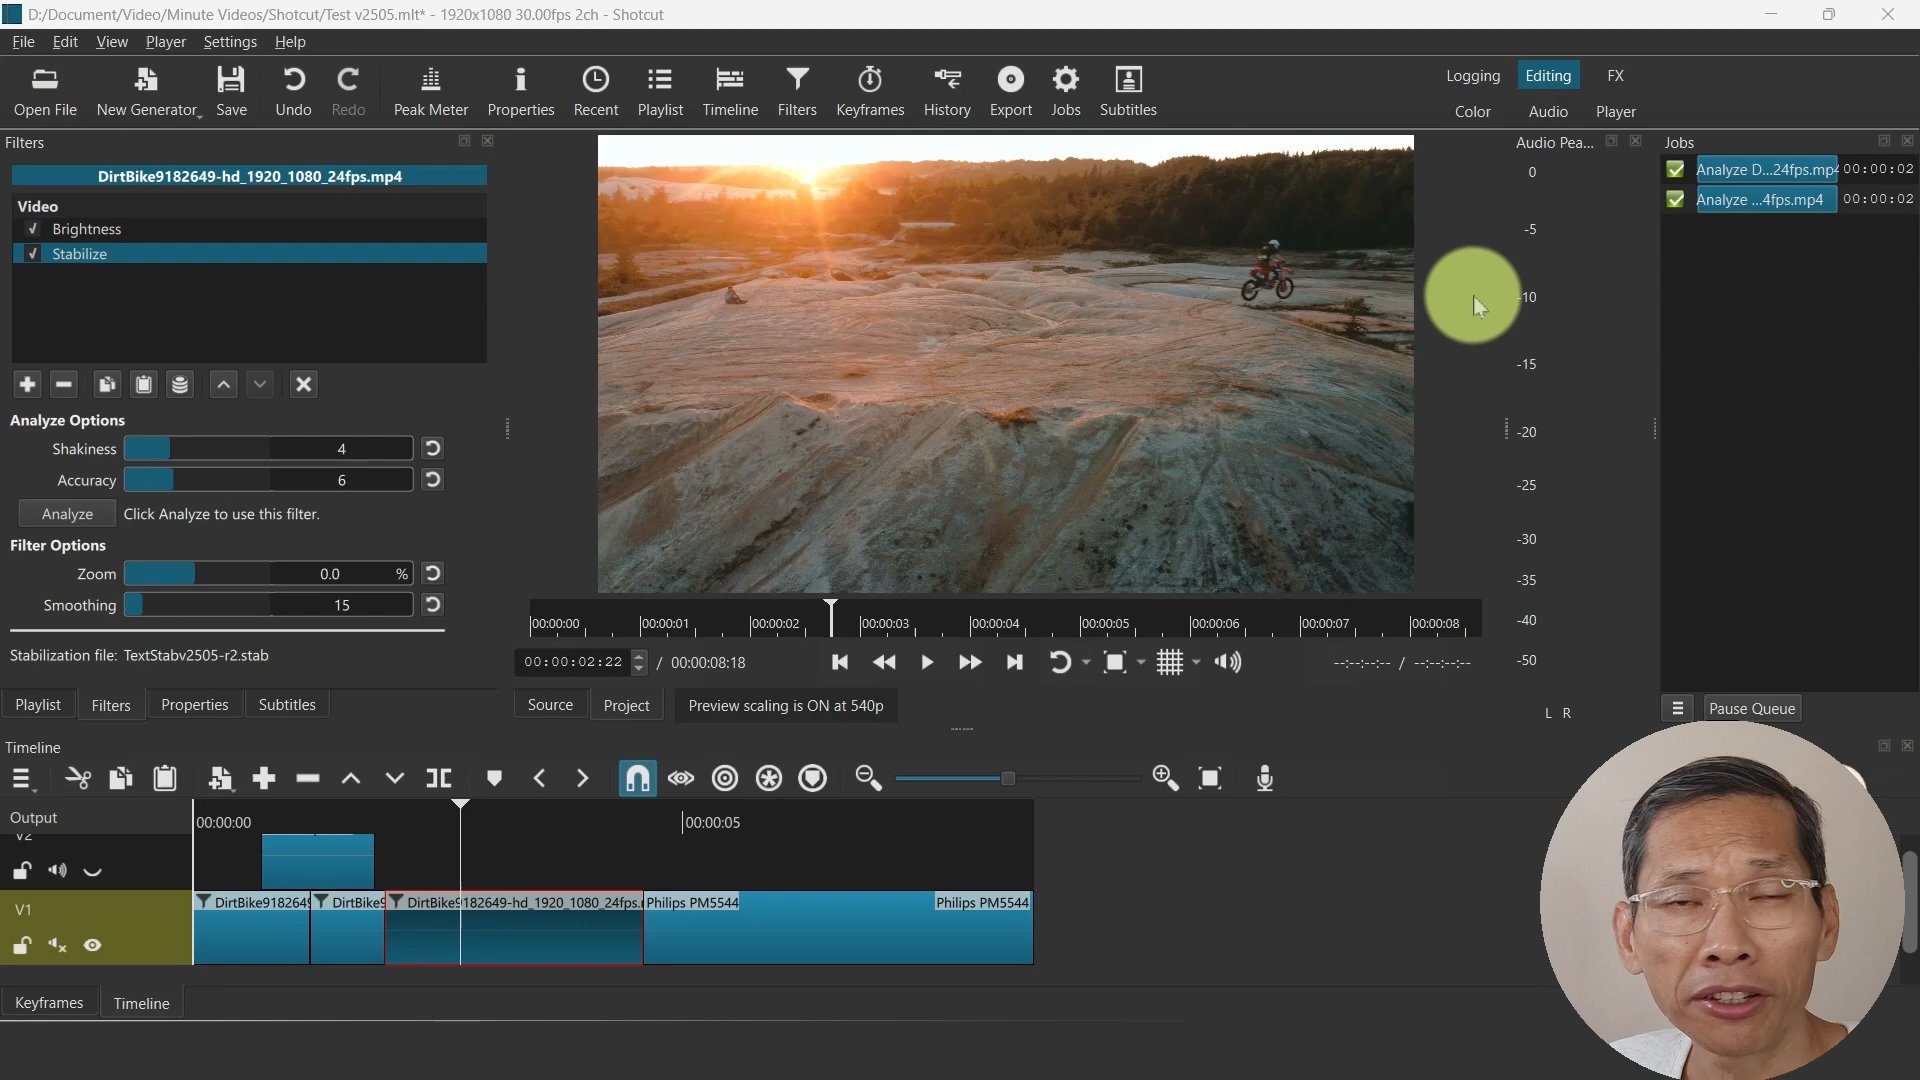 D:/Document/Video/Minute Videos/Shotcut/Test v2505.mlt* - 1920x1080 30.00fps 2ch - Shotcut
File Edit View Player Settings Help
Open File New Generator Save Undo Redo Peak Meter Properties Recent Playlist Timeline Filters Keyframes History Export Jobs Subtitles
Logging Editing FX
Color Audio Player
Filters
Audio Pea...
Jobs
DirtBike9182649-hd_1920_1080_24fps.mp4
Video
Brightness
Stabilize
Analyze D...24fps.mp4 00:00:02
Analyze ...4fps.mp4 00:00:02
0
-5
-10
-15
-20
-25
-30
-35
-40
-50
L R
Analyze Options
Shakiness 4
Accuracy 6
Analyze Click Analyze to use this filter.
Filter Options
Zoom 0.0 %
Smoothing 15
Stabilization file: TextStabv2505-r2.stab
00:00:00 00:00:01 00:00:02 00:00:03 00:00:04 00:00:05 00:00:06 00:00:07 00:00:08
00:00:02:22 / 00:00:08:18
--:--:--:-- / --:--:--:--
Playlist Filters Properties Subtitles
Source Project Preview scaling is ON at 540p
Pause Queue
Timeline
Output
00:00:00 00:00:05
V2
V1
DirtBike918264 DirtBike9 DirtBike9182649-hd_1920_1080_24fps. Philips PM5544 Philips PM5544
Keyframes Timeline